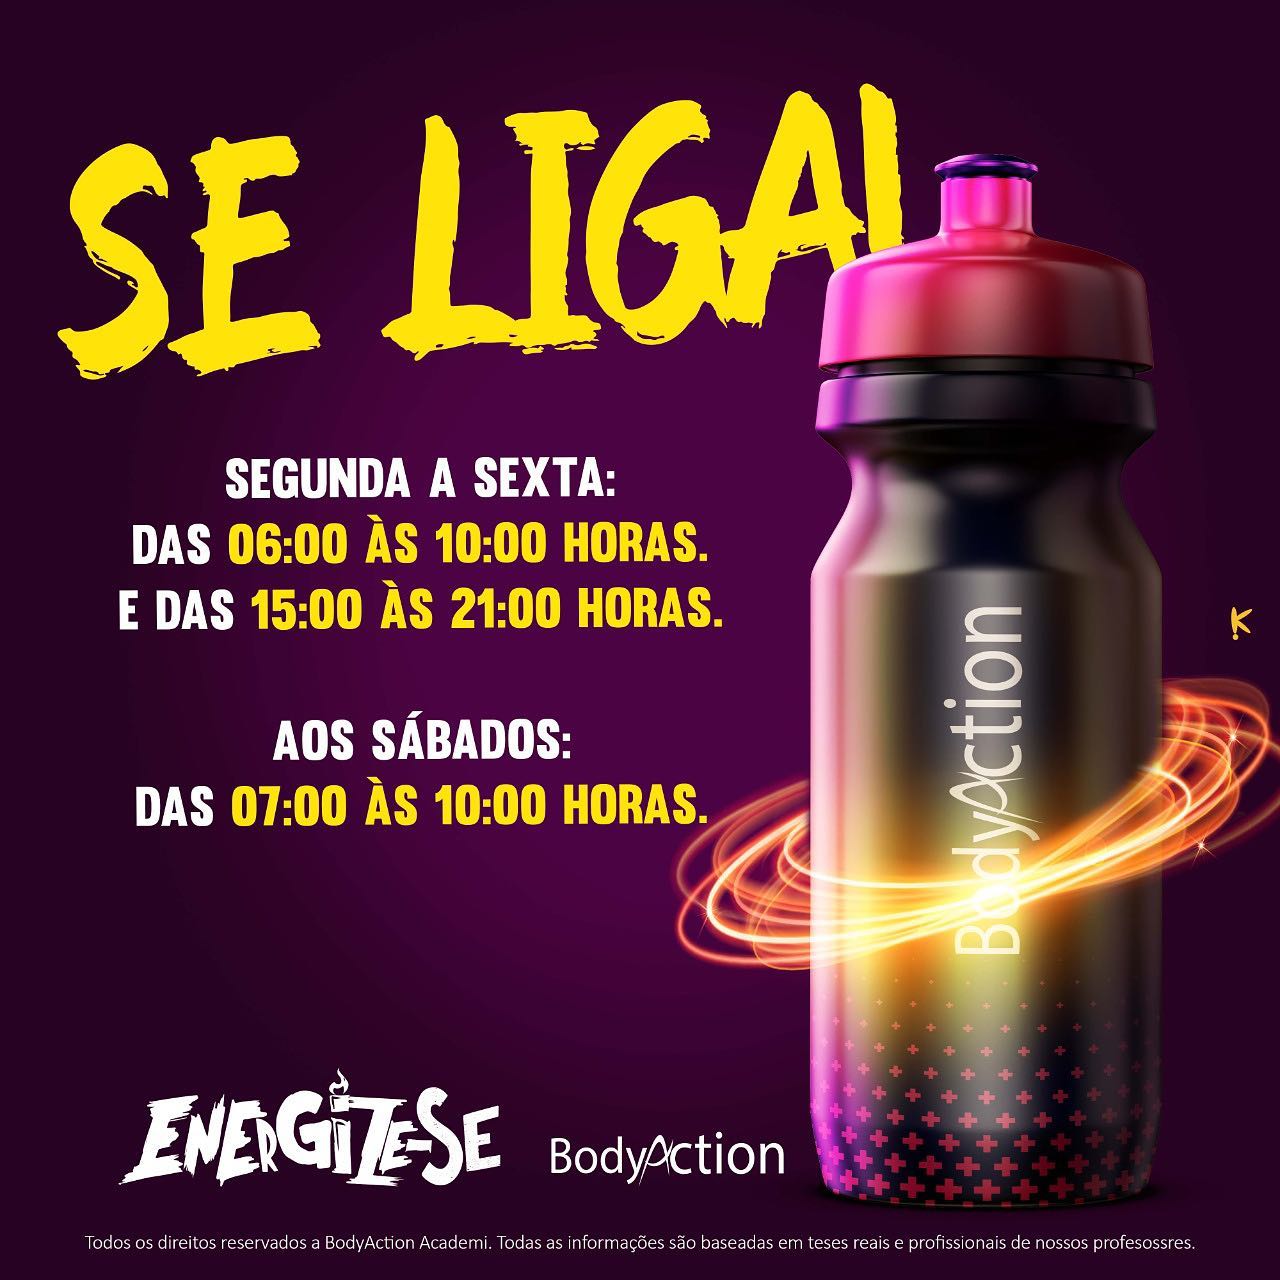 SE LIGA!
SEGUNDA A SEXTA:
DAS 06:00 ÀS 10:00 HORAS.
E DAS 15:00 ÀS 21:00 HORAS.
AOS SÁBADOS:
DAS 07:00 ÀS 10:00 HORAS.
BodyAction
K
ENERGIZE-SE
BodyAction
Todos os direitos reservados a BodyAction Academi. Todas as informações são baseadas em teses reais e profissionais de nossos profesossres.